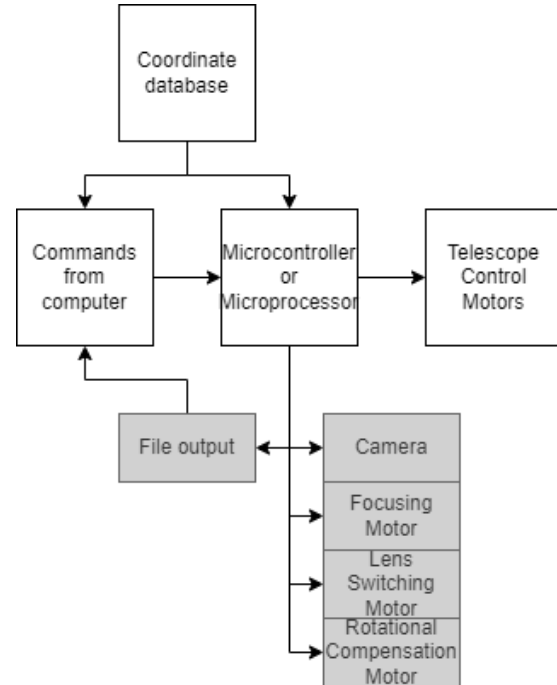 Coordinate
database
Commands
from
computer
Microcontroller
or
Microprocessor
Telescope
Control
Motors
File output
Camera
Focusing
Motor
Lens
Switching
Motor
Rotational
Compensation
Motor